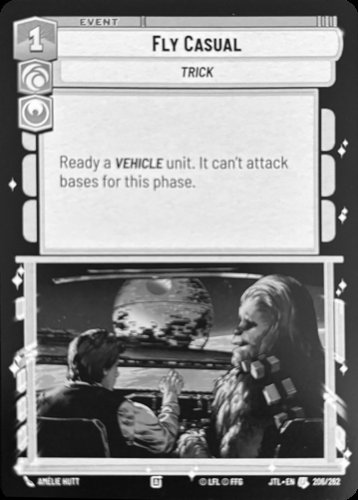 EVENT
1
FLY CASUAL
TRICK
Ready a VEHICLE unit. It can't attack
bases for this phase.
AMÉLIE HUTT
© LFL © FFG
JTL•EN
206/262